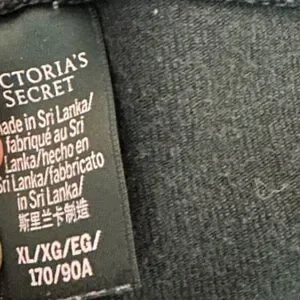 CTORIA'S
SECRET
ade in Sri Lanka/
fabriqué au Sri
Lanka/hecho en
Sri Lanka/fabbricato
in Sri Lanka/
斯里兰卡制造
XL/XG/EG/
170/90A